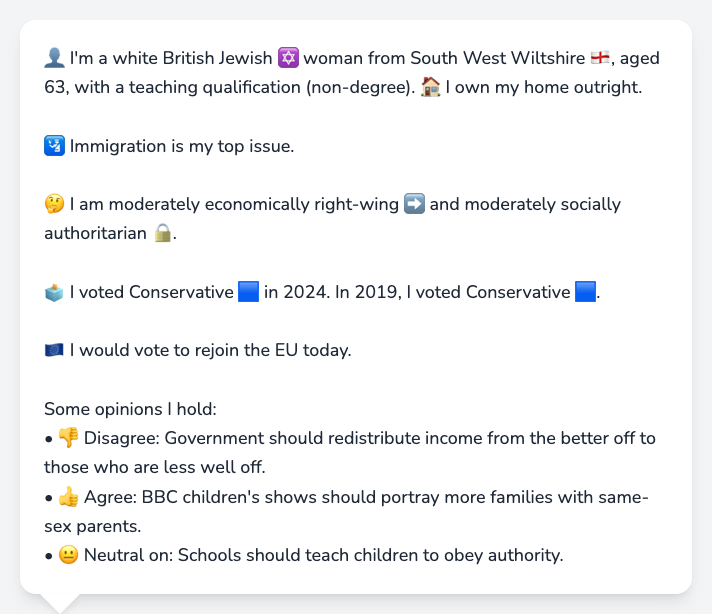 👤 I'm a white British Jewish ✡️ woman from South West Wiltshire 🏴󠁧󠁢󠁥󠁮󠁧󠁿, aged
63, with a teaching qualification (non-degree). 🏠 I own my home outright.
🛂 Immigration is my top issue.
🤔 I am moderately economically right-wing ➡️ and moderately socially
authoritarian 🔒.
🗳️ I voted Conservative 🟦 in 2024. In 2019, I voted Conservative 🟦.
🇪🇺 I would vote to rejoin the EU today.
Some opinions I hold:
• 👎 Disagree: Government should redistribute income from the better off to
those who are less well off.
• 👍 Agree: BBC children's shows should portray more families with same-
sex parents.
• 😐 Neutral on: Schools should teach children to obey authority.